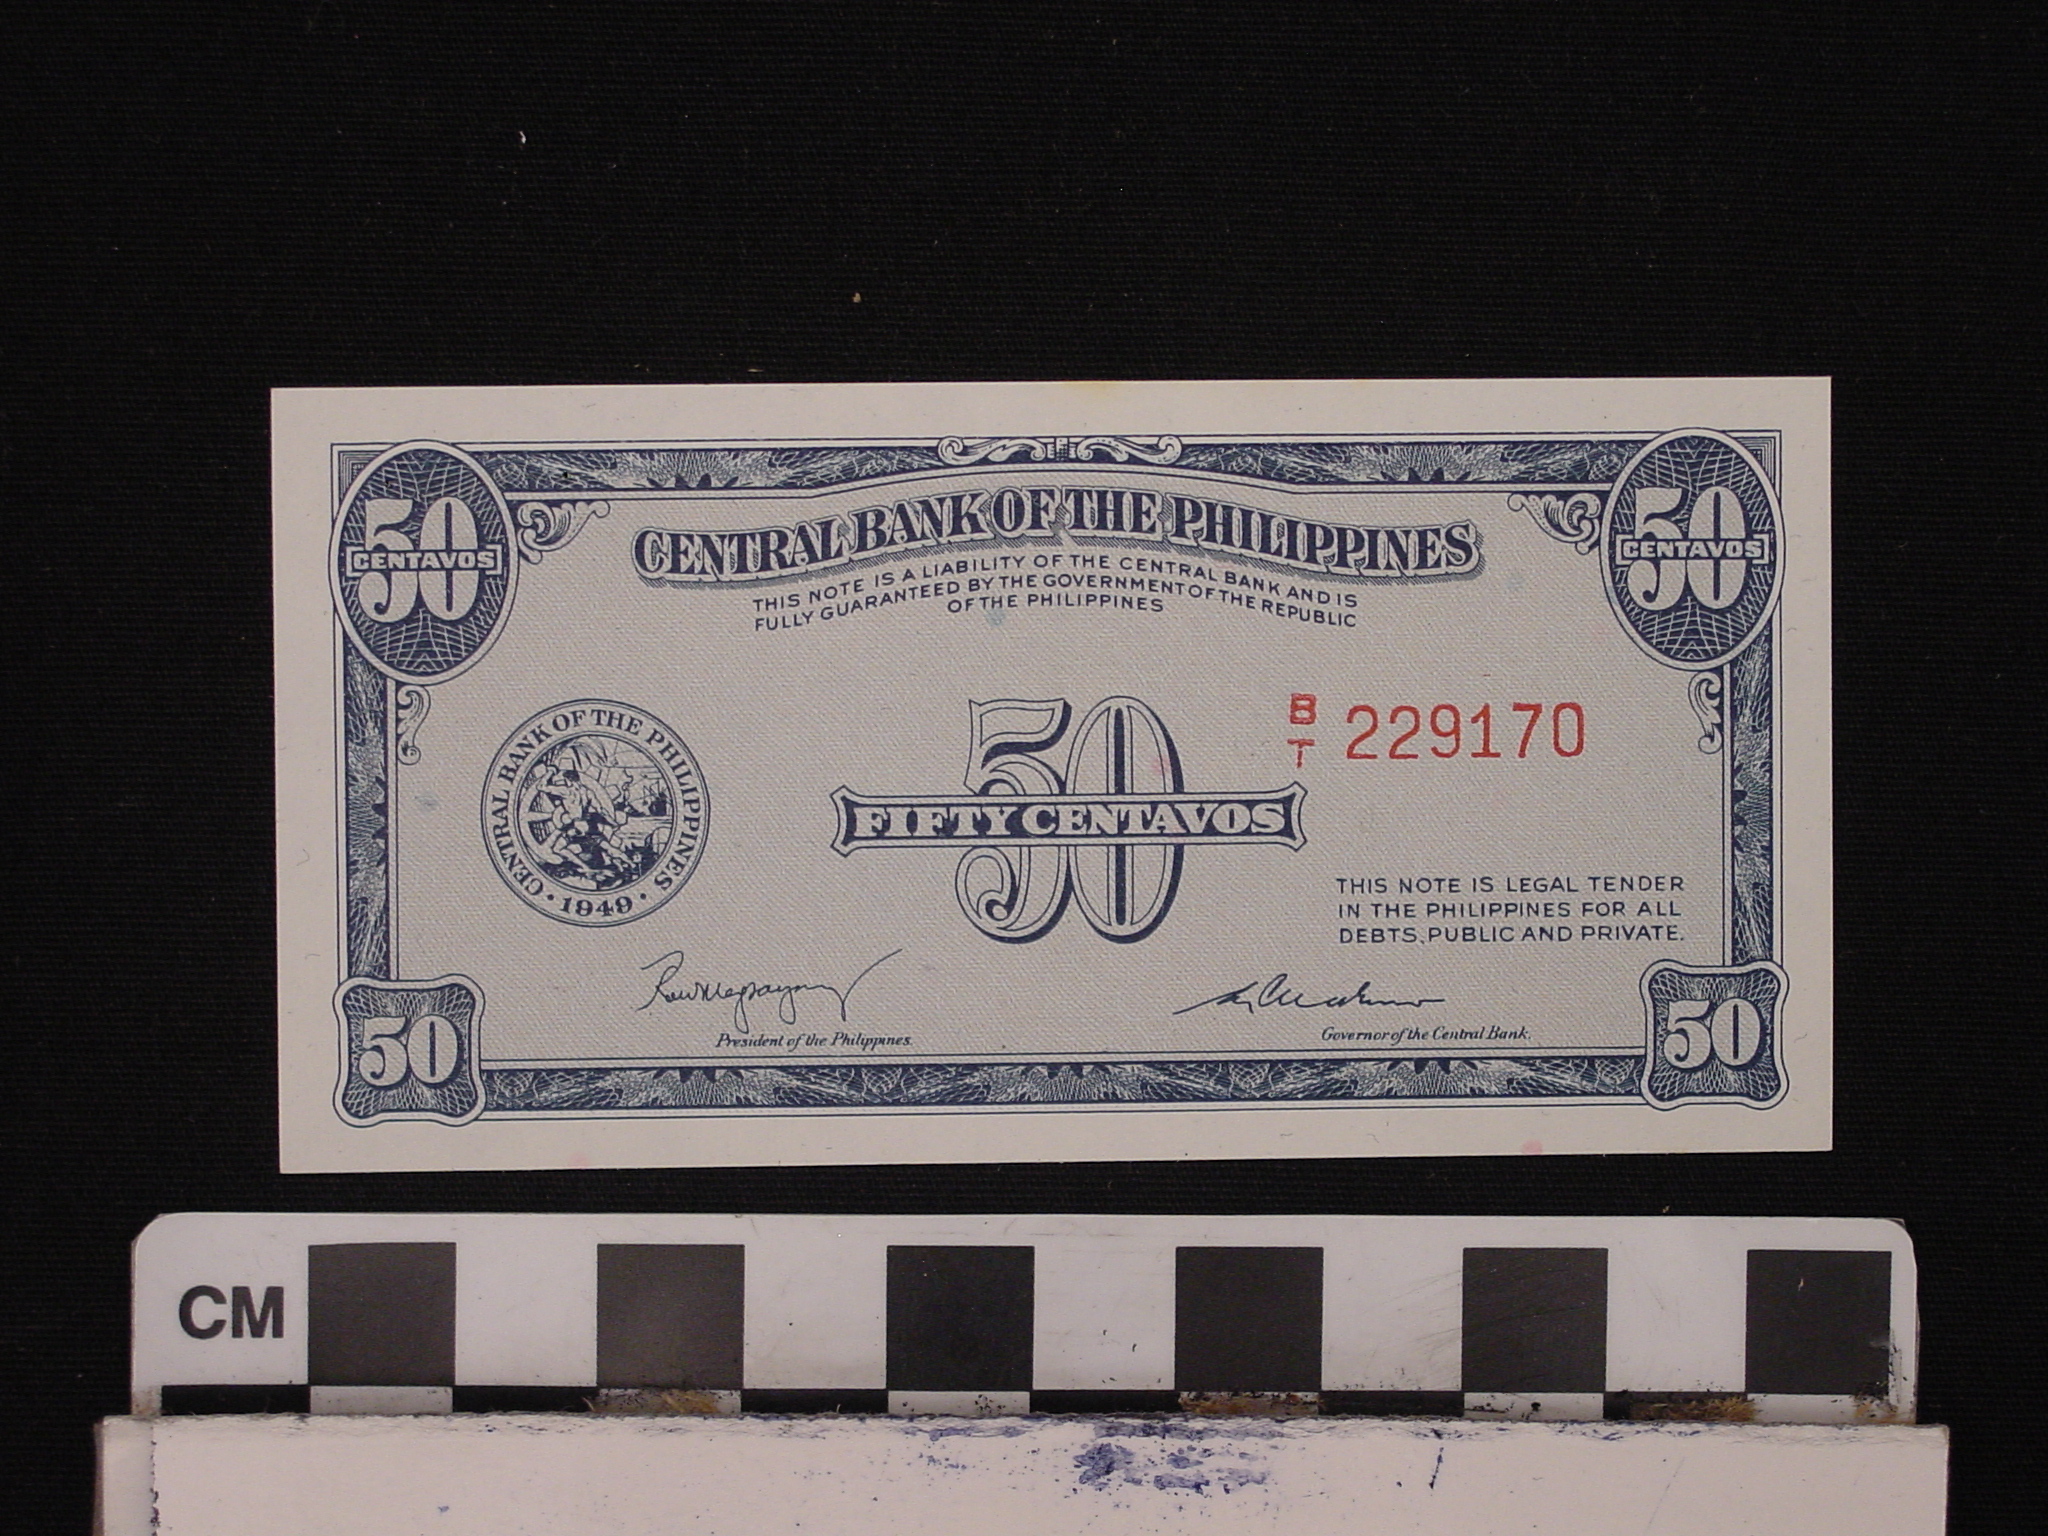 50
CENTAVOS
50
CENTAVOS
CENTRAL BANK OF THE PHILIPPINES
THIS NOTE IS A LIABILITY OF THE CENTRAL BANK AND IS
FULLY GUARANTEED BY THE GOVERNMENT OF THE REPUBLIC
OF THE PHILIPPINES
CENTRAL BANK OF THE PHILIPPINES
· 1949 ·
50
FIFTY CENTAVOS
B
T 229170
THIS NOTE IS LEGAL TENDER
IN THE PHILIPPINES FOR ALL
DEBTS, PUBLIC AND PRIVATE.
President of the Philippines.
Governor of the Central Bank.
50
50
CM